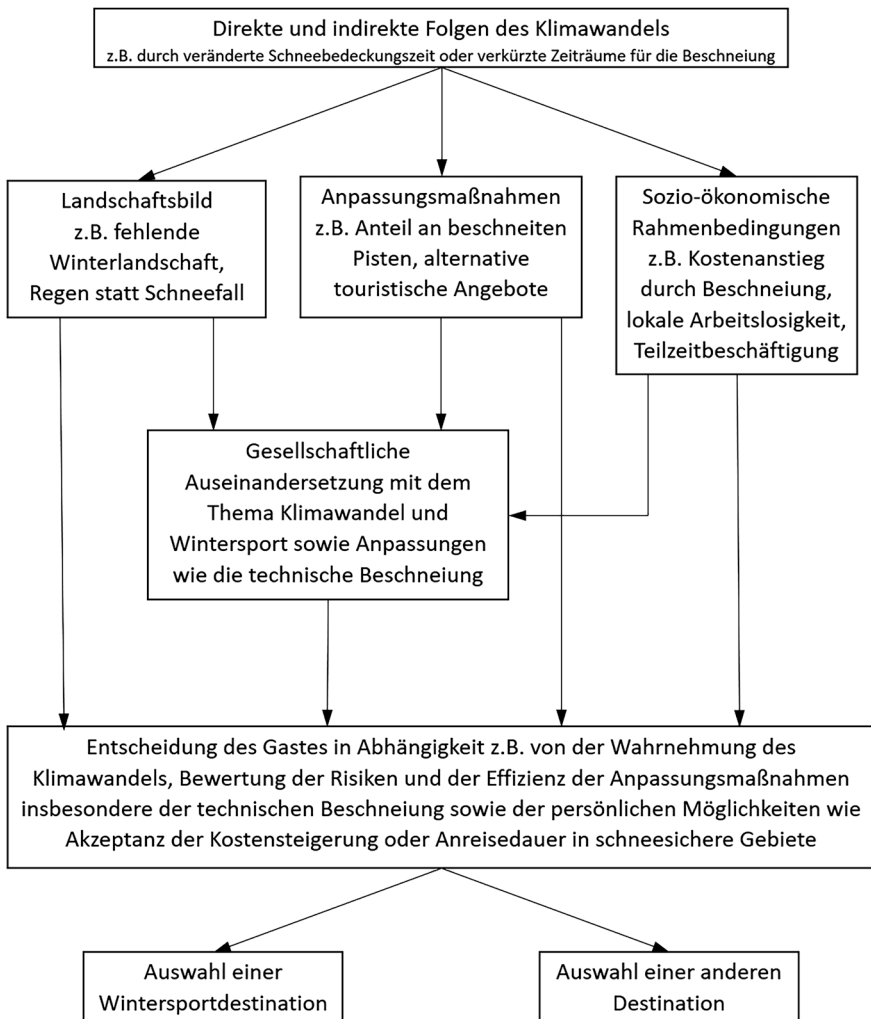 Direkte und indirekte Folgen des Klimawandels
z.B. durch veränderte Schneebedeckungszeit oder verkürzte Zeiträume für die Beschneiung
Landschaftsbild
z.B. fehlende
Winterlandschaft,
Regen statt Schneefall
Anpassungsmaßnahmen
z.B. Anteil an beschneiten
Pisten, alternative
touristische Angebote
Sozio-ökonomische
Rahmenbedingungen
z.B. Kostenanstieg
durch Beschneiung,
lokale Arbeitslosigkeit,
Teilzeitbeschäftigung
Gesellschaftliche
Auseinandersetzung mit dem
Thema Klimawandel und
Wintersport sowie Anpassungen
wie die technische Beschneiung
Entscheidung des Gastes in Abhängigkeit z.B. von der Wahrnehmung des
Klimawandels, Bewertung der Risiken und der Effizienz der Anpassungsmaßnahmen
insbesondere der technischen Beschneiung sowie der persönlichen Möglichkeiten wie
Akzeptanz der Kostensteigerung oder Anreisedauer in schneesichere Gebiete
Auswahl einer
Wintersportdestination
Auswahl einer anderen
Destination